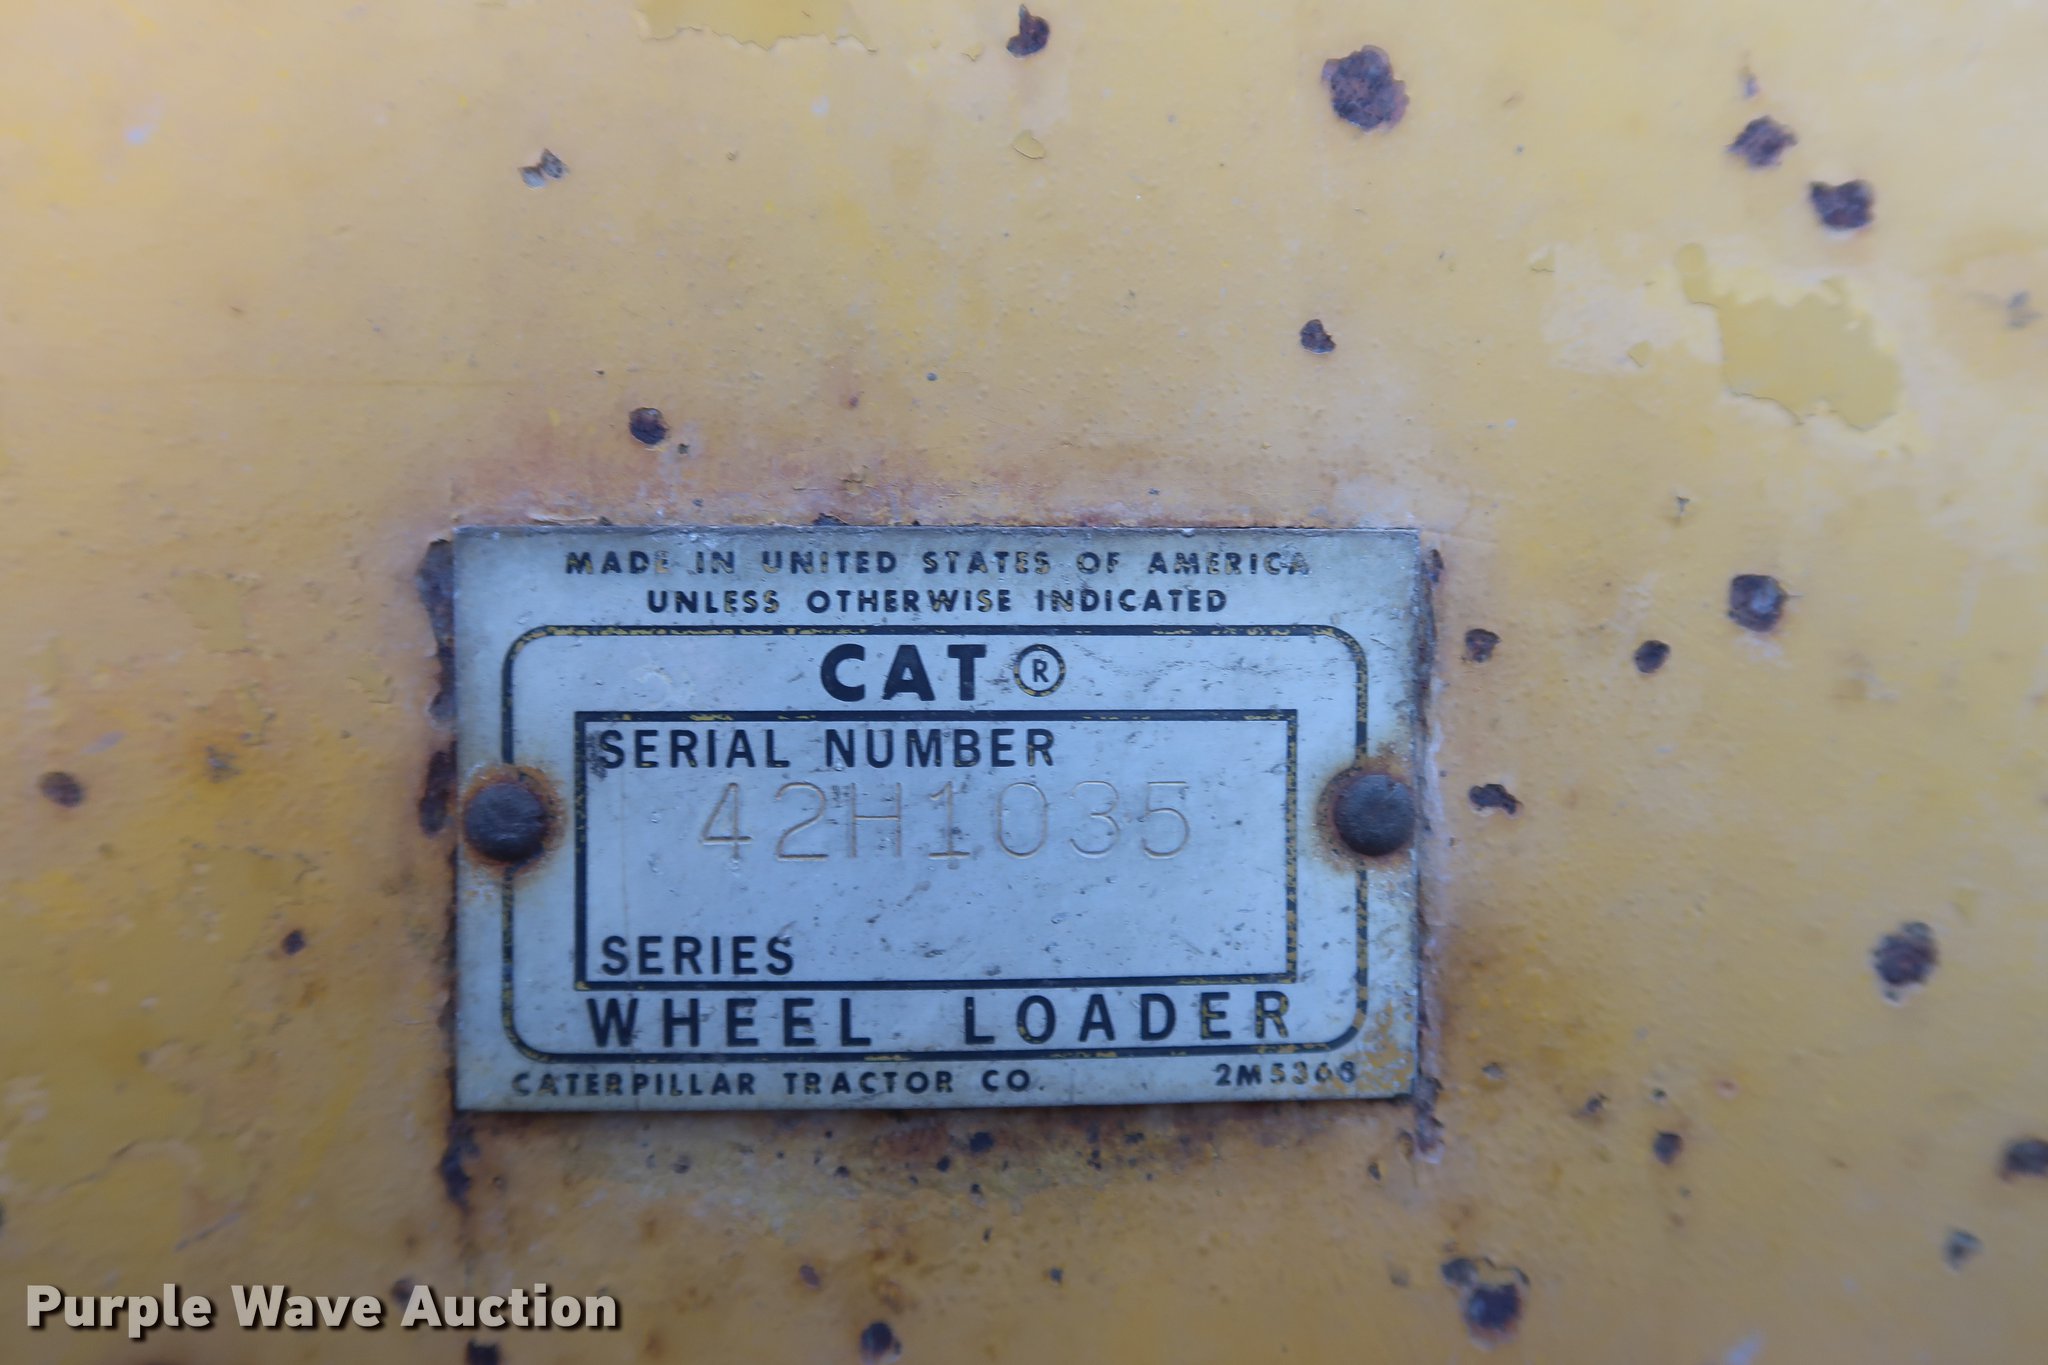 MADE IN UNITED STATES OF AMERICA
UNLESS OTHERWISE INDICATED
CAT ®
SERIAL NUMBER
42H1035
SERIES
WHEEL LOADER
CATERPILLAR TRACTOR CO. 2M5368
Purple Wave Auction